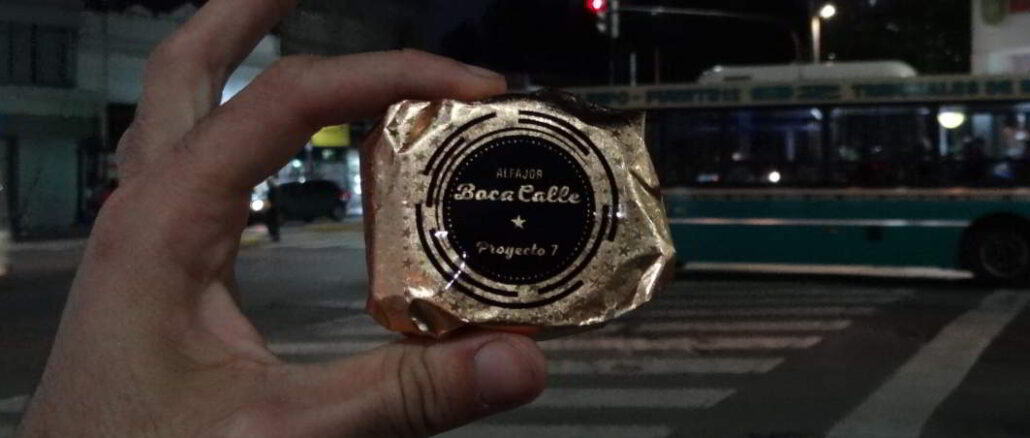 ALFAJOR
Boca Calle
Proyecto 7